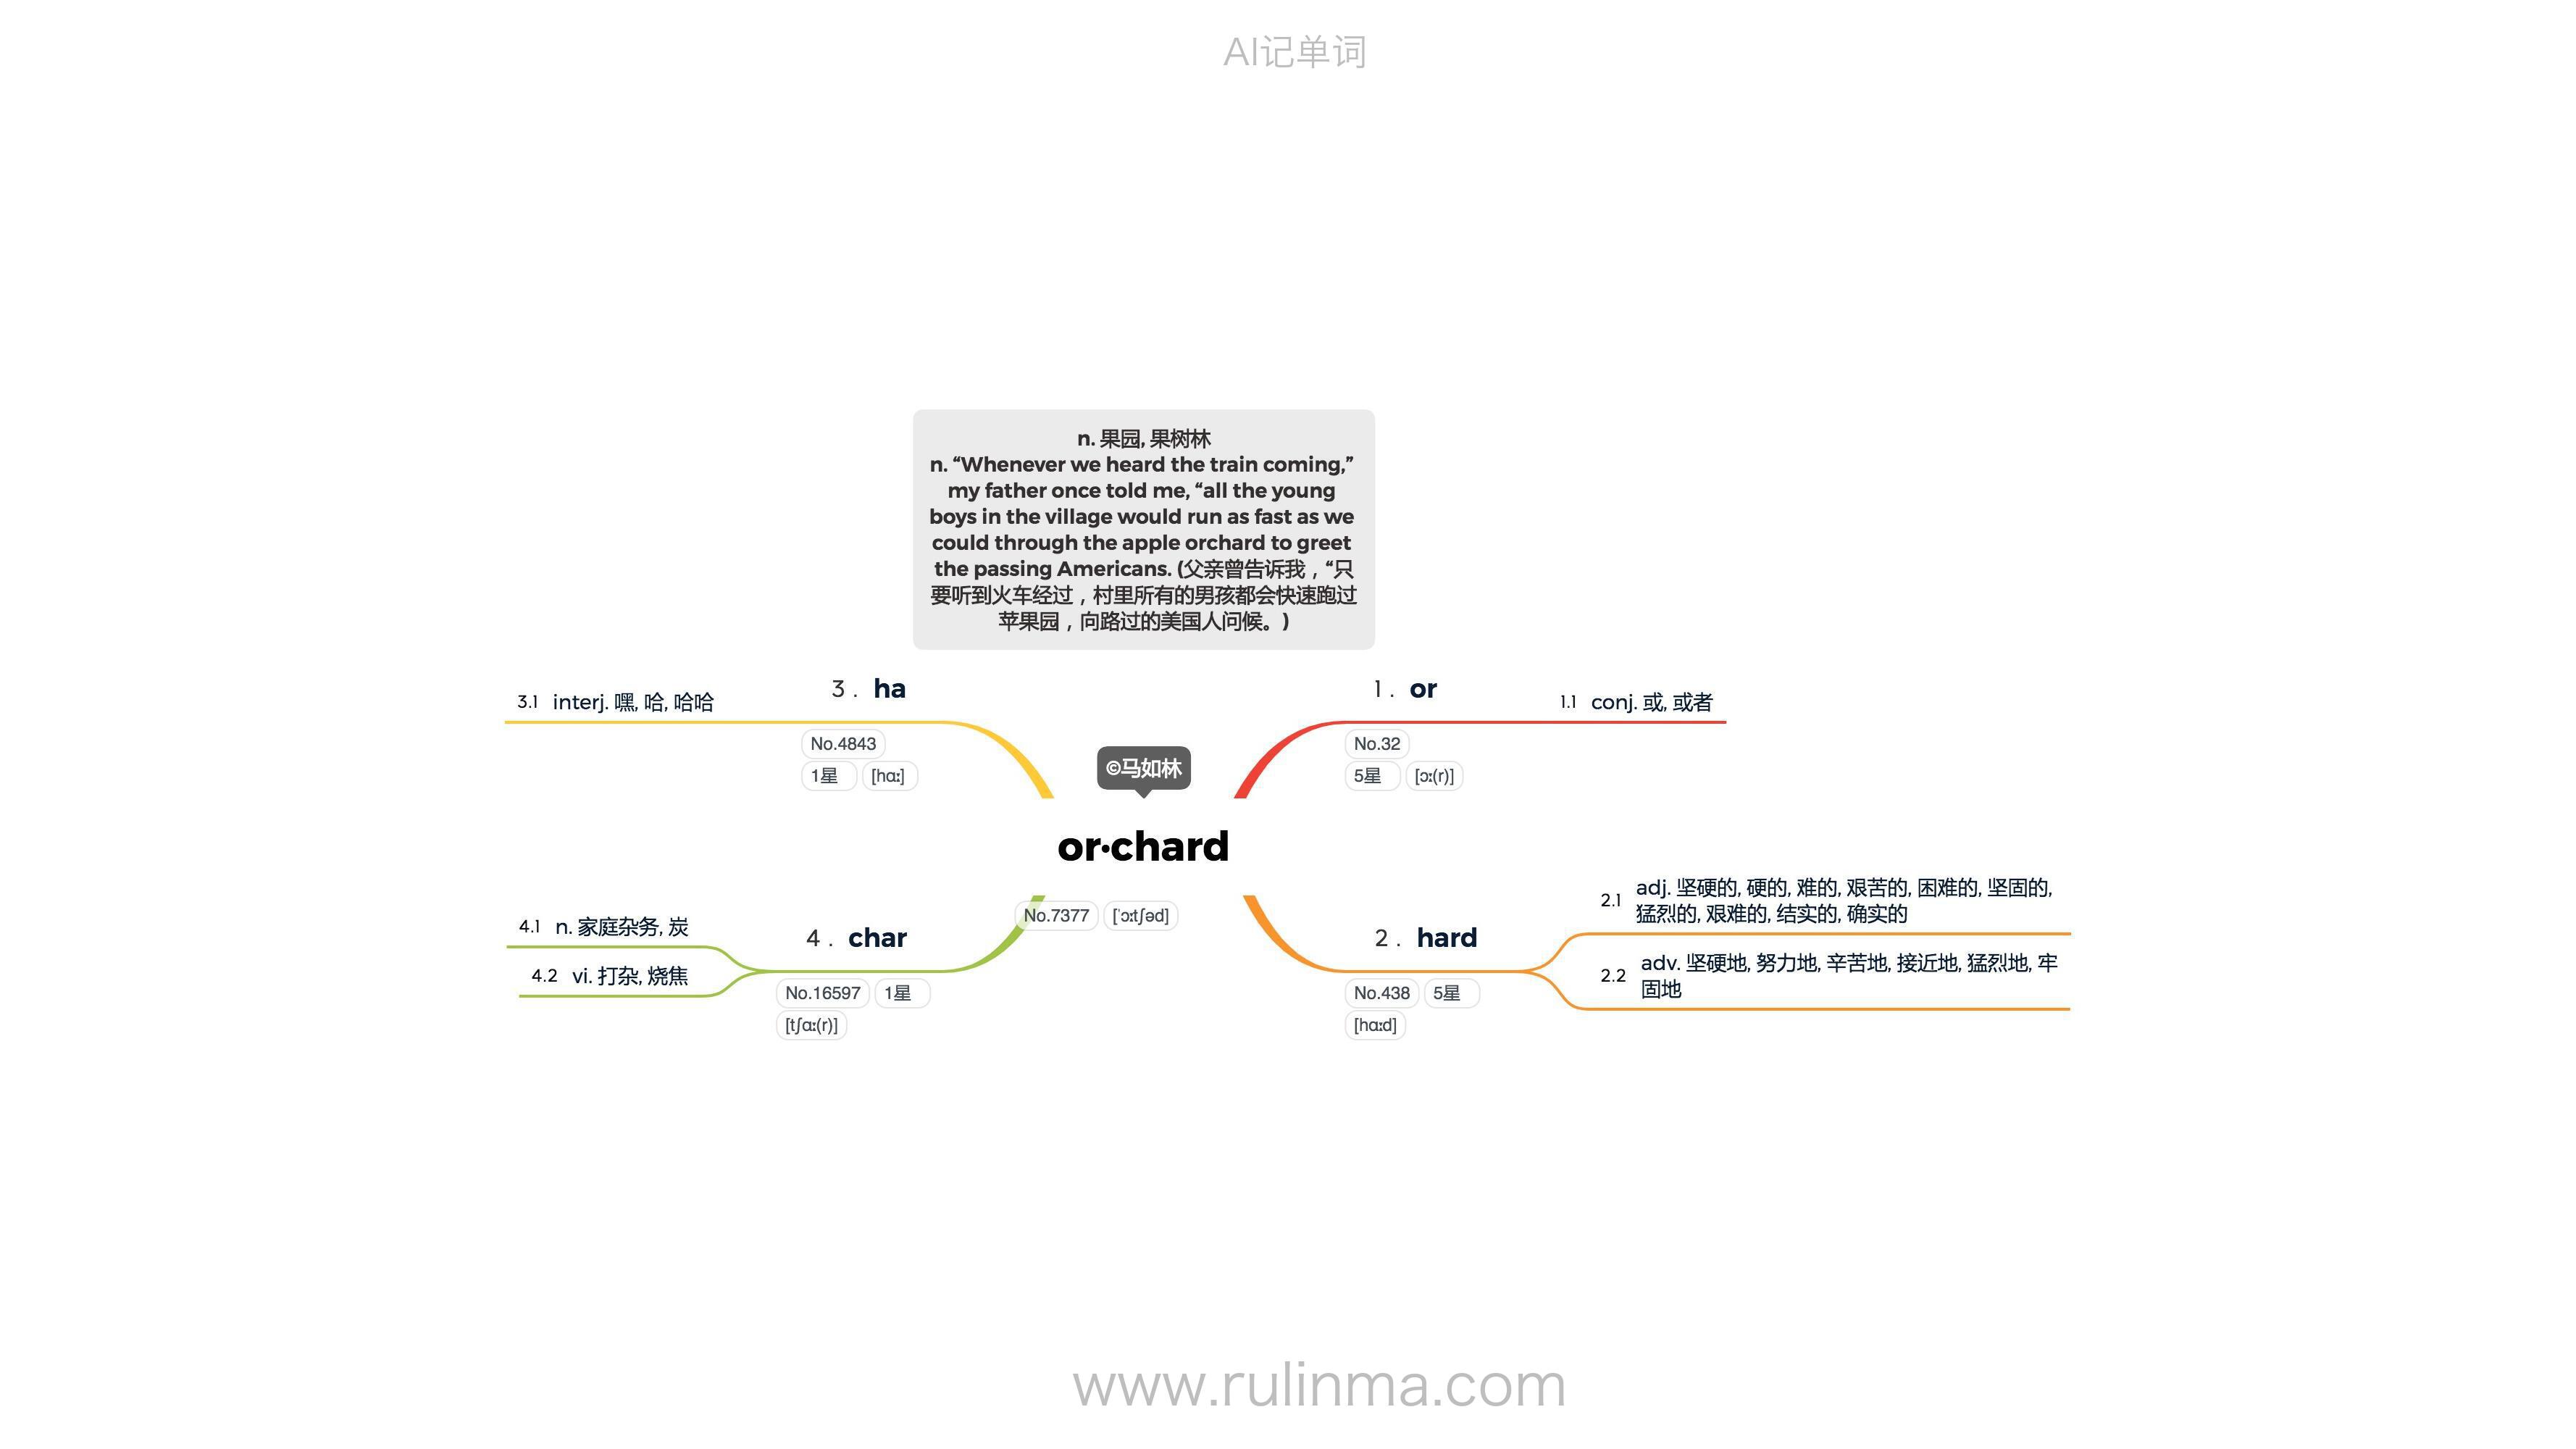 AI记单词
n. 果园, 果树林
n. “Whenever we heard the train coming,”
my father once told me, “all the young
boys in the village would run as fast as we
could through the apple orchard to greet
the passing Americans. (父亲曾告诉我，“只
要听到火车经过，村里所有的男孩都会快速跑过
苹果园，向路过的美国人问候。)
©马如林
or·chard
No.7377 [ˈɔːtʃəd]
1. or
No.32
5星 [ɔː(r)]
1.1 conj. 或, 或者
2. hard
No.438 5星
[hɑːd]
2.1 adj. 坚硬的, 硬的, 难的, 艰苦的, 困难的, 坚固的,
猛烈的, 艰难的, 结实的, 确实的
2.2 adv. 坚硬地, 努力地, 辛苦地, 接近地, 猛烈地, 牢
固地
3. ha
No.4843
1星 [hɑː]
3.1 interj. 嘿, 哈, 哈哈
4. char
No.16597 1星
[tʃɑː(r)]
4.1 n. 家庭杂务, 炭
4.2 vi. 打杂, 烧焦
www.rulinma.com